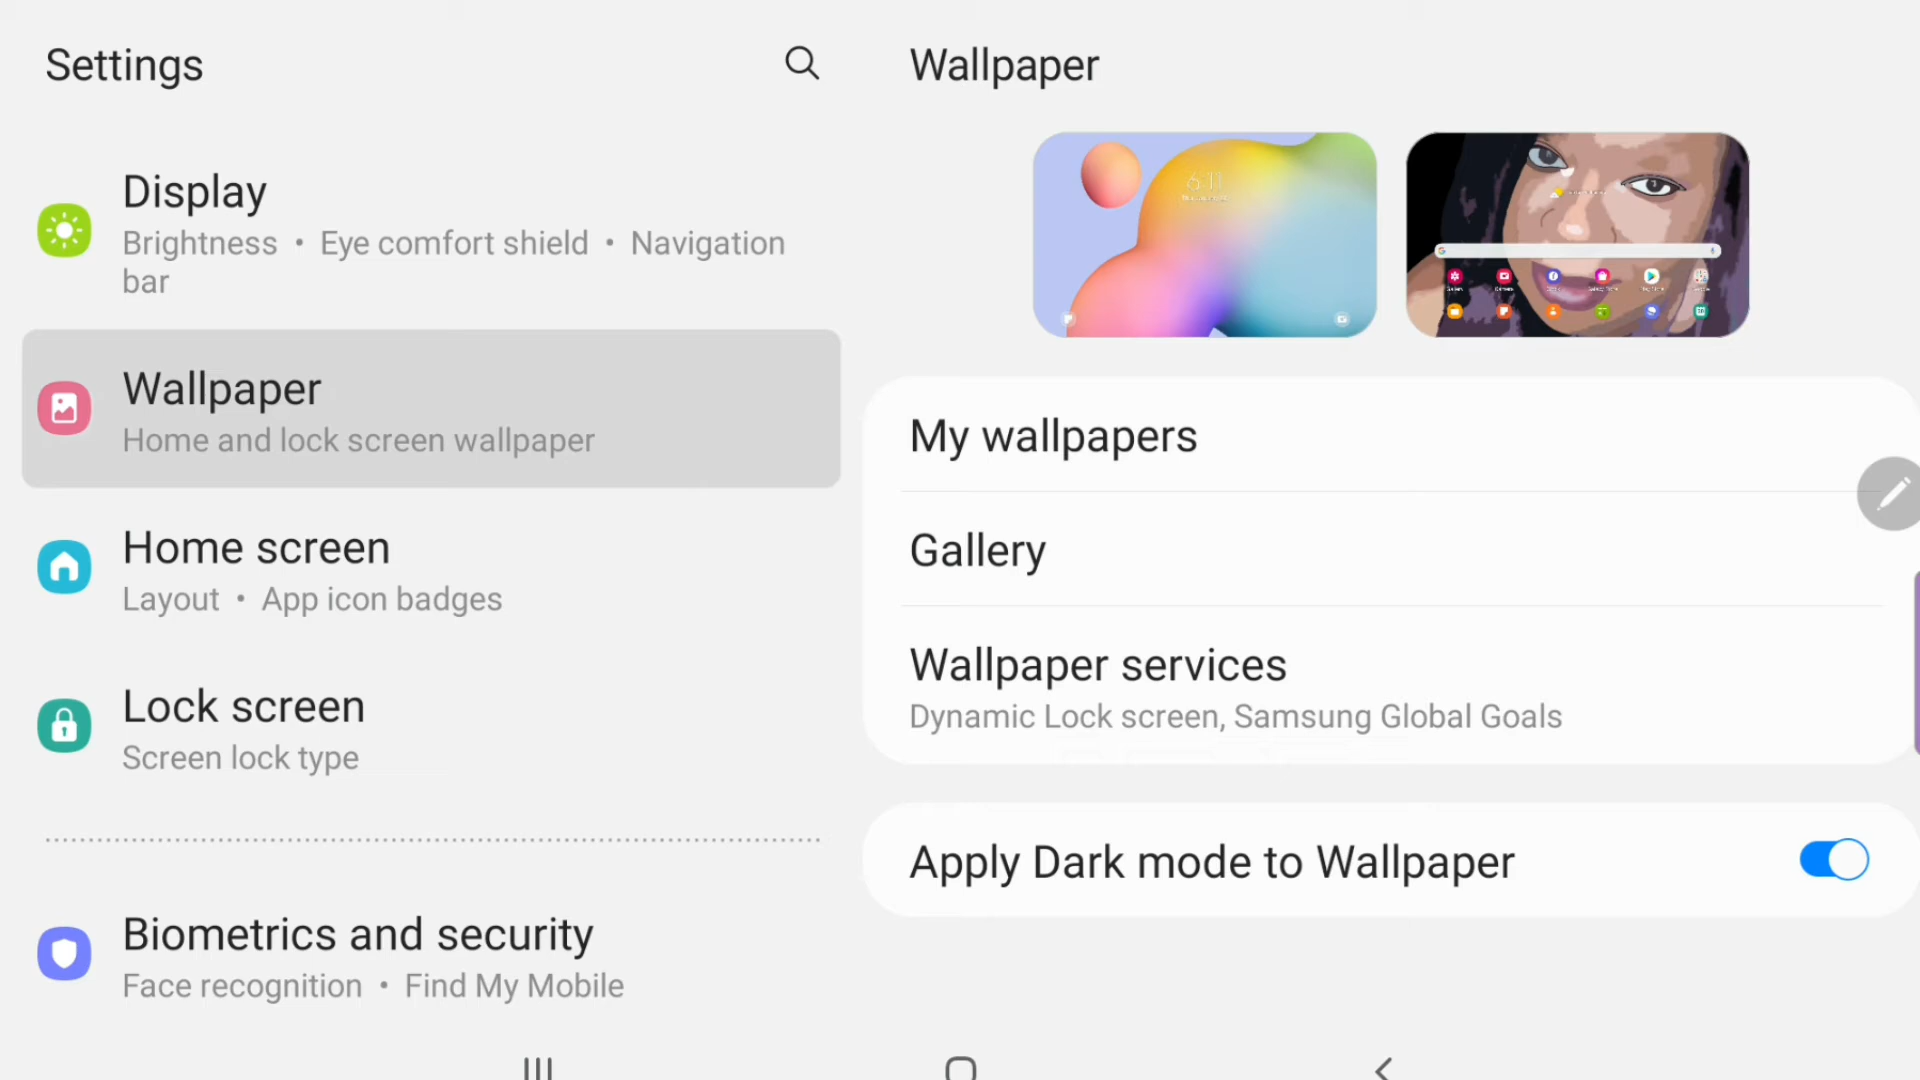 Settings
Wallpaper
Display
Brightness • Eye comfort shield • Navigation
bar
Wallpaper
Home and lock screen wallpaper
Home screen
Layout • App icon badges
Lock screen
Screen lock type
Biometrics and security
Face recognition • Find My Mobile
6:11
My wallpapers
Gallery
Wallpaper services
Dynamic Lock screen, Samsung Global Goals
Apply Dark mode to Wallpaper